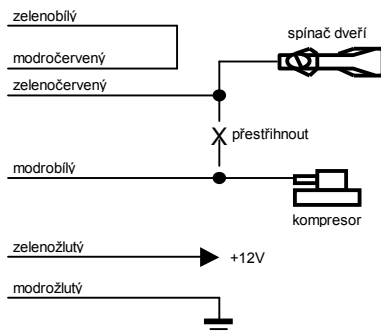 zelenobílý
spínač dveří
modročervený
zelenočervený
přestřihnout
modrobílý
kompresor
zelenožlutý
+12V
modrožlutý